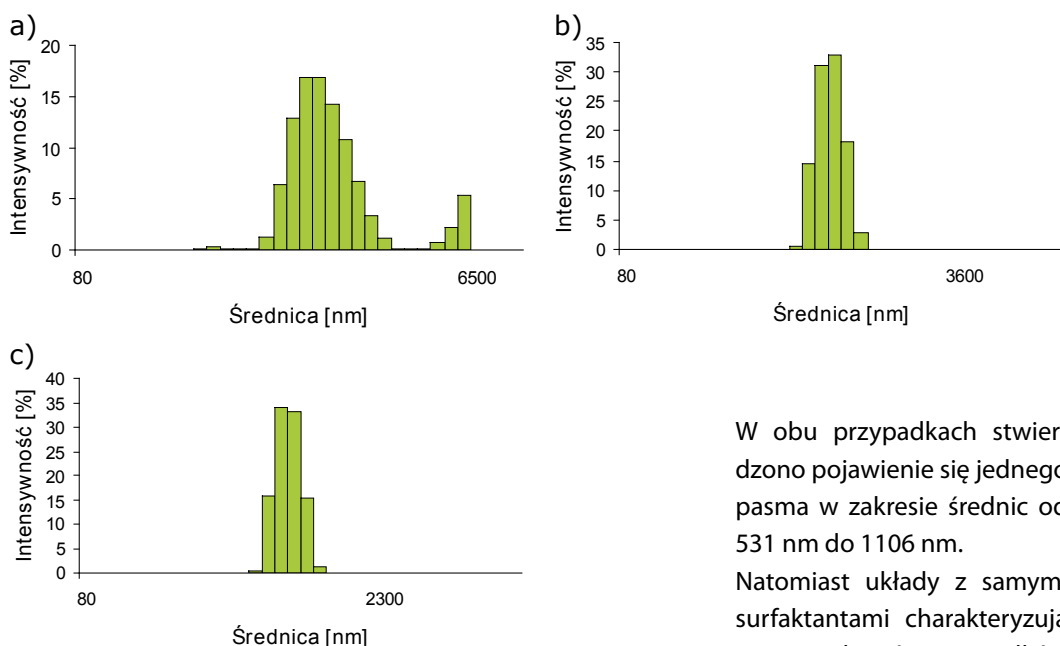 a)
Intensywność [%]
20
15
10
5
0
80
6500
Średnica [nm]
b)
Intensywność [%]
35
30
25
20
15
10
5
0
80
3600
Średnica [nm]
c)
Intensywność [%]
40
35
30
25
20
15
10
5
0
80
2300
Średnica [nm]
W obu przypadkach stwier
dzono pojawienie się jednego
pasma w zakresie średnic od
531 nm do 1106 nm.
Natomiast układy z samym
surfaktantami charakteryzują